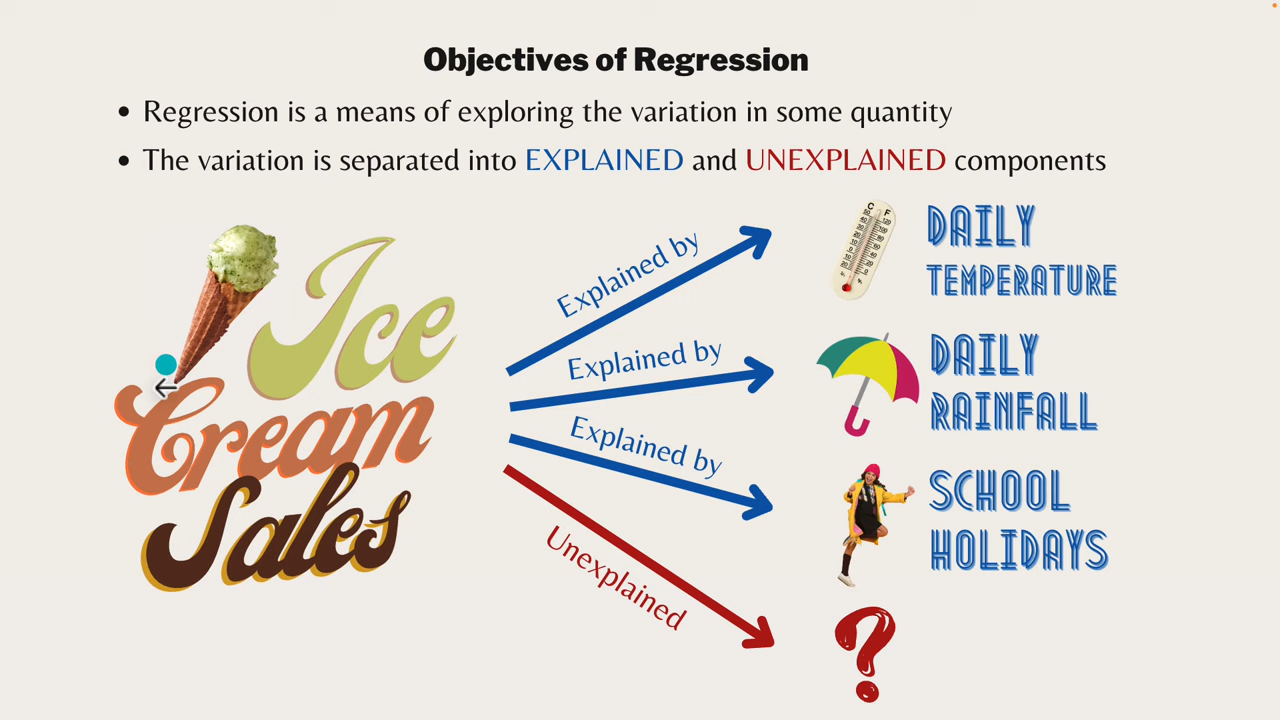 Objectives of Regression
• Regression is a means of exploring the variation in some quantity
• The variation is separated into EXPLAINED and UNEXPLAINED components
Ice
Cream
Sales
Explained by
DAILY
TEMPERATURE
Explained by
DAILY
RAINFALL
Explained by
SCHOOL
HOLIDAYS
Unexplained
?
C F